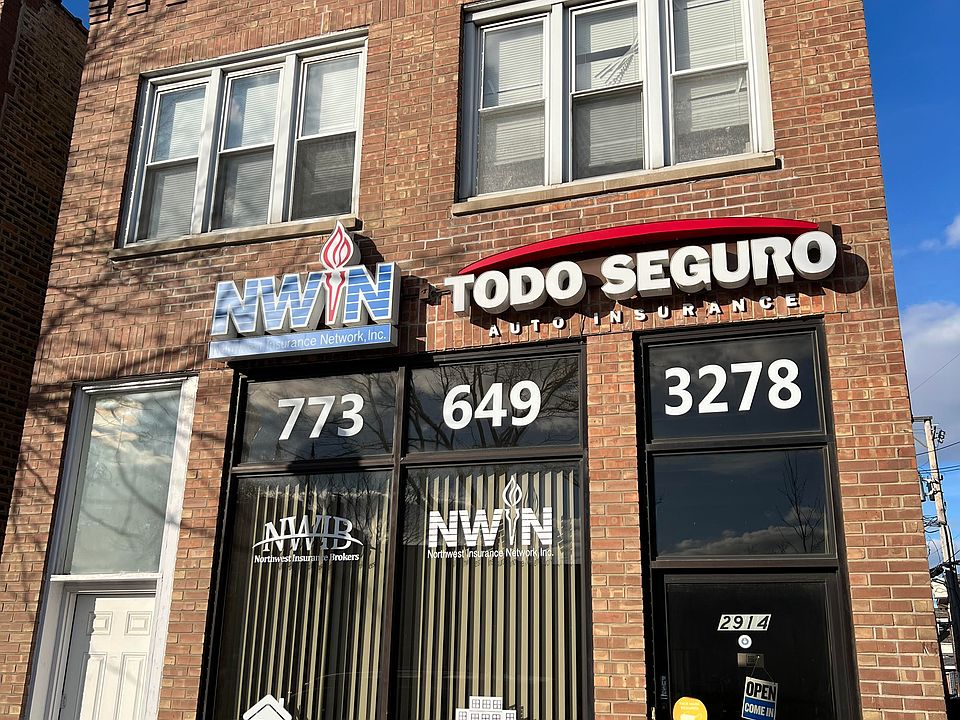 NWIN
Insurance Network, Inc.
TODO SEGURO
AUTO INSURANCE
773 649 3278
NWIB
Northwest Insurance Brokers
NWIN
Northwest Insurance Network, Inc.
2914
OPEN
COME IN